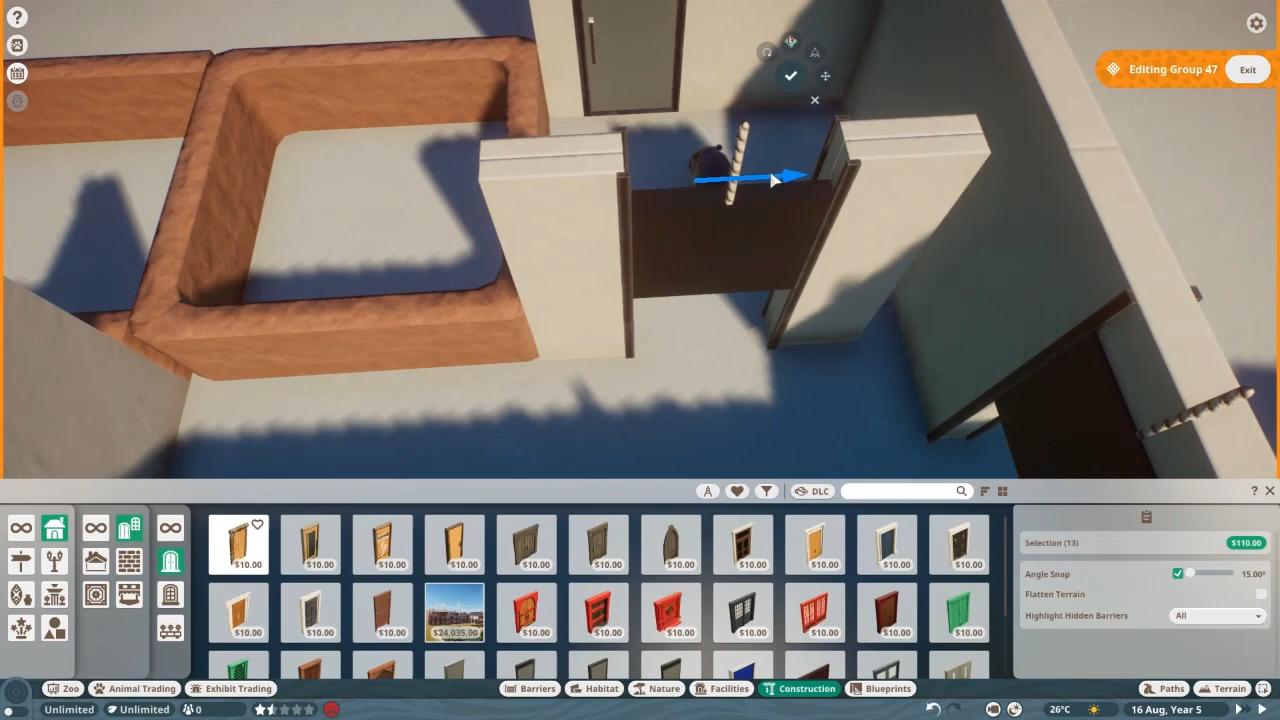 ?
Editing Group 47
Exit
DLC
?
$10.00 $10.00 $10.00 $10.00 $10.00 $10.00 $10.00 $10.00 $10.00 $10.00 $10.00
$10.00 $10.00 $10.00 $24,035.00 $10.00 $10.00 $10.00 $10.00 $10.00 $10.00 $10.00
Selection (13)
$110.00
Angle Snap
15.00°
Flatten Terrain
Highlight Hidden Barriers
All
Zoo
Animal Trading
Exhibit Trading
Barriers
Habitat
Nature
Facilities
Construction
Blueprints
Paths
Terrain
Unlimited
Unlimited
0
26°C
16 Aug, Year 5